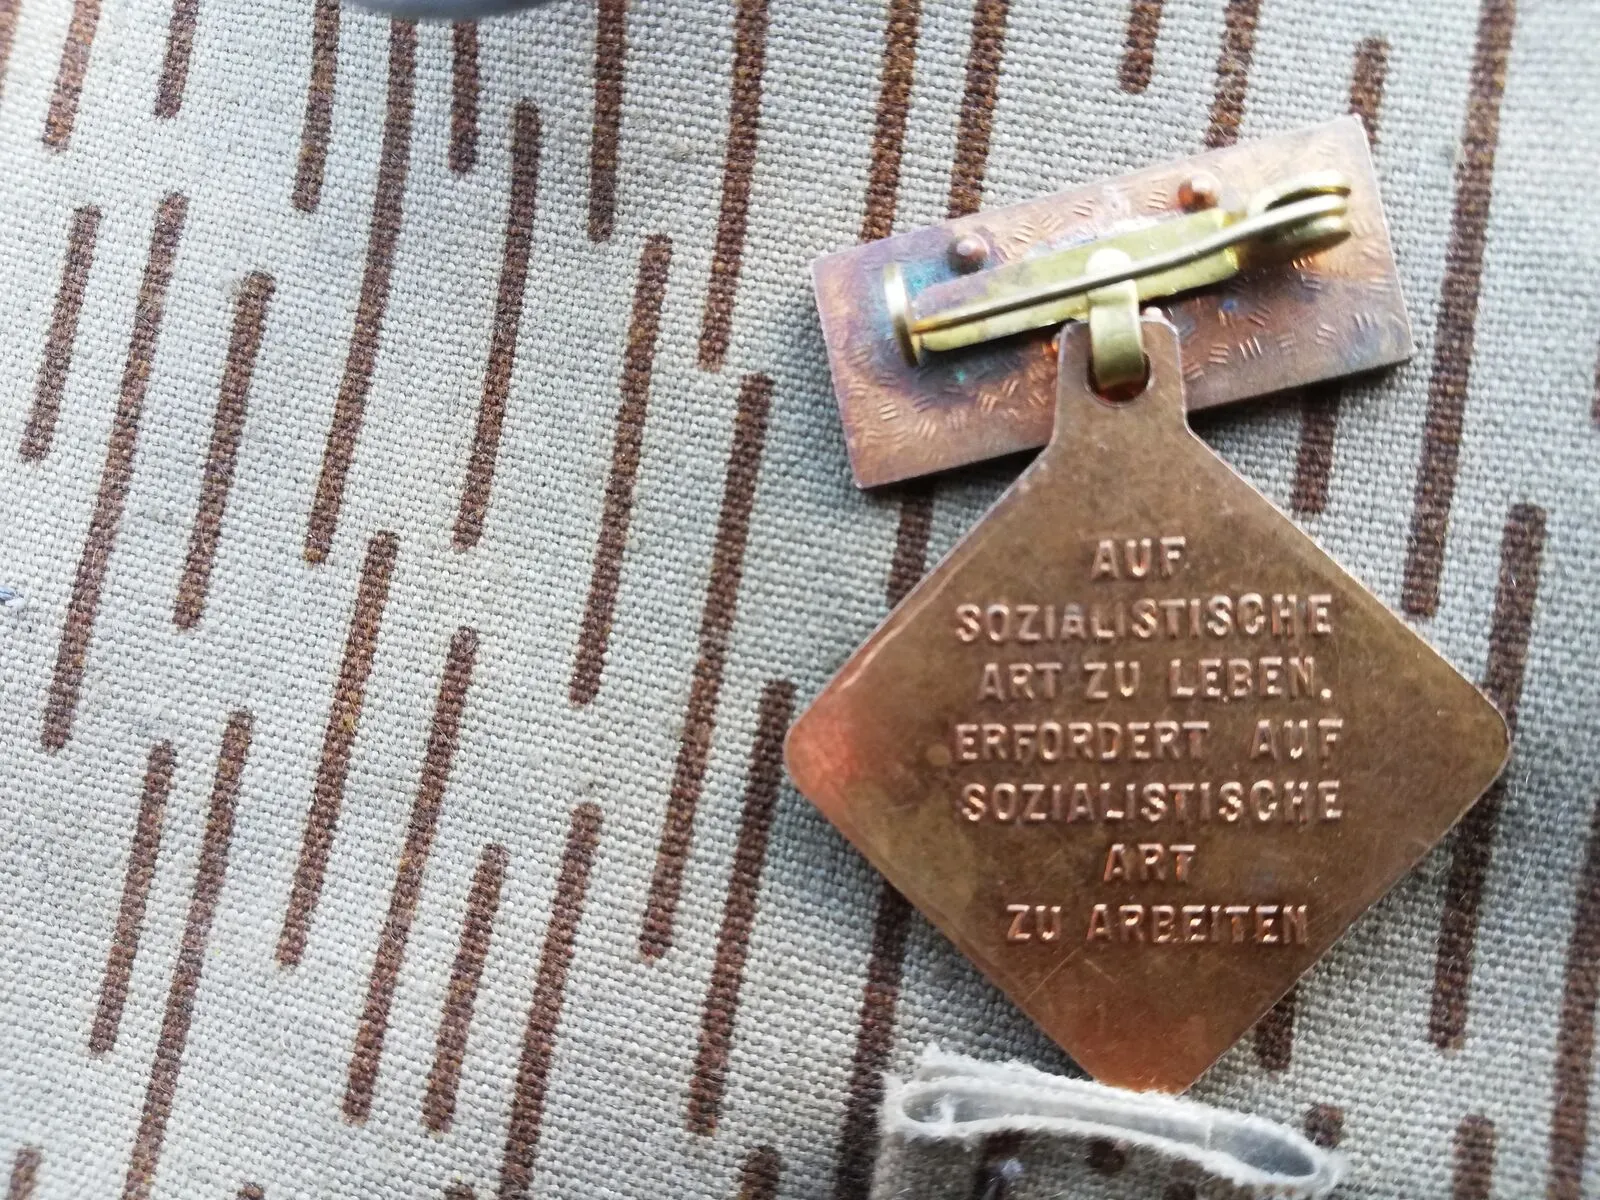 AUF
SOZIALISTISCHE
ART ZU LEBEN.
ERFORDERT AUF
SOZIALISTISCHE
ART
ZU ARBEITEN